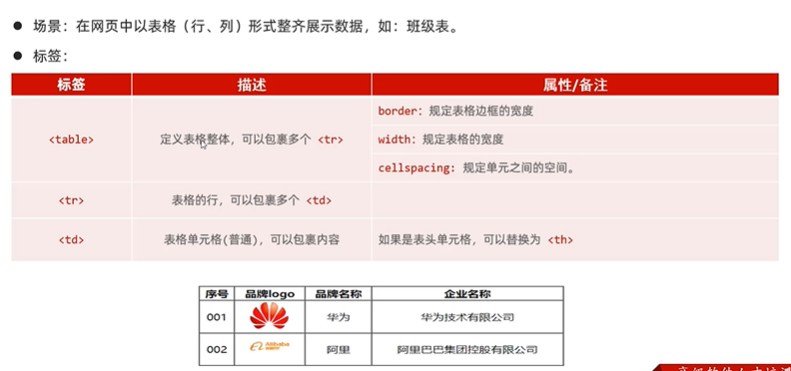 ● 场景：在网页中以表格（行、列）形式整齐展示数据，如：班级表。
● 标签：
标签 描述 属性/备注
<table> 定义表格整体，可以包裹多个 <tr> border：规定表格边框的宽度
width：规定表格的宽度
cellspacing: 规定单元之间的空间。
<tr> 表格的行，可以包裹多个 <td>
<td> 表格单元格(普通)，可以包裹内容 如果是表头单元格，可以替换为 <th>
序号 品牌logo 品牌名称 企业名称
001 华为 华为技术有限公司
002 Alibaba 阿里 阿里巴巴集团控股有限公司